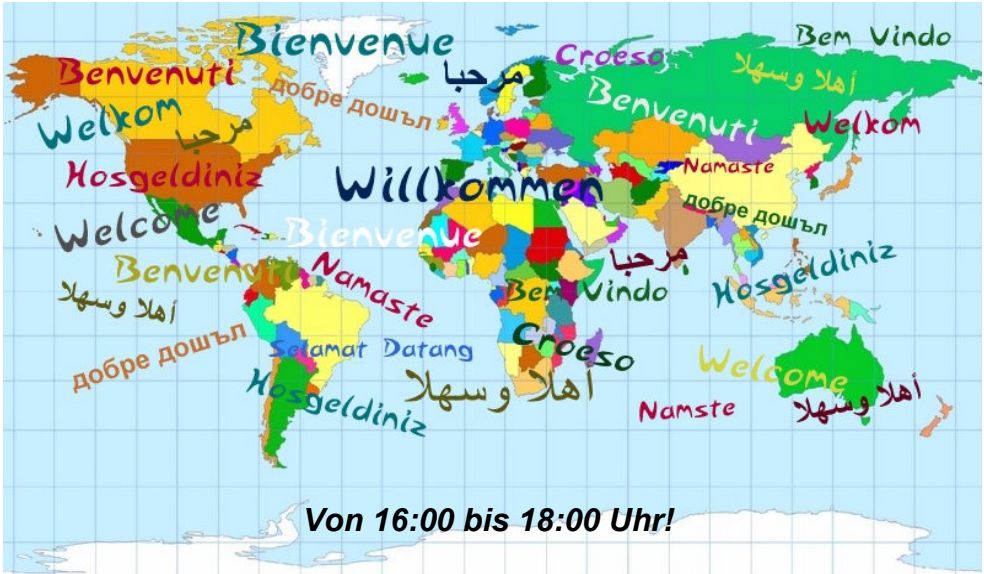 Bienvenue
Bem Vindo
Croeso
Benvenuti
مرحبا
أهلا وسهلا
добре дошъл
Benvenuti
Welkom
مرحبا
Welkom
Hosgeldiniz
Willkommen
Namaste
добре дошъл
Welcome
Bienvenue
مرحبا
Benvenuti
Namaste
Hosgeldiniz
أهلا وسهلا
Bem Vindo
добре дошъл
Selamat Datang
Croeso
Welcome
Hosgeldiniz
أهلا وسهلا
Namste
أهلا وسهلا
Von 16:00 bis 18:00 Uhr!